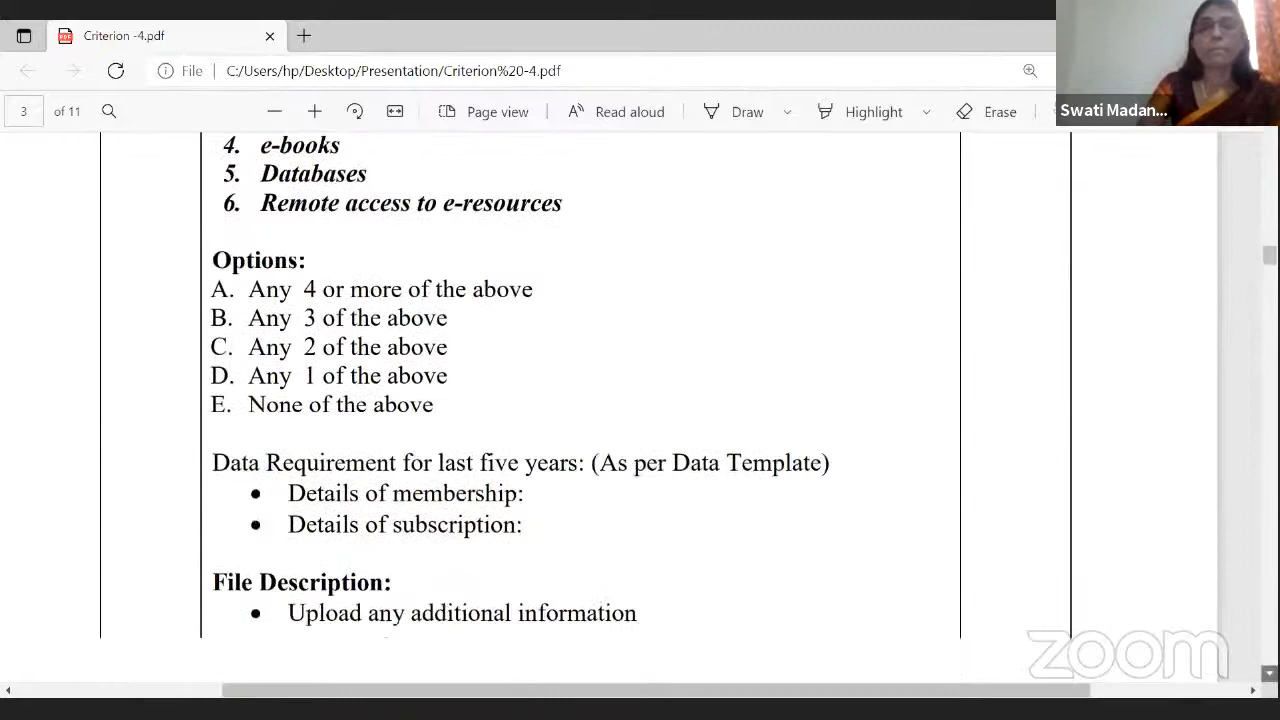 Criterion -4.pdf
File
C:/Users/hp/Desktop/Presentation/Criterion%20-4.pdf
3 of 11
Page view
Read aloud
Draw
Highlight
Erase
Swati Madan...
4. e-books
5. Databases
6. Remote access to e-resources
Options:
A. Any 4 or more of the above
B. Any 3 of the above
C. Any 2 of the above
D. Any 1 of the above
E. None of the above
Data Requirement for last five years: (As per Data Template)
• Details of membership:
• Details of subscription:
File Description:
• Upload any additional information
zoom